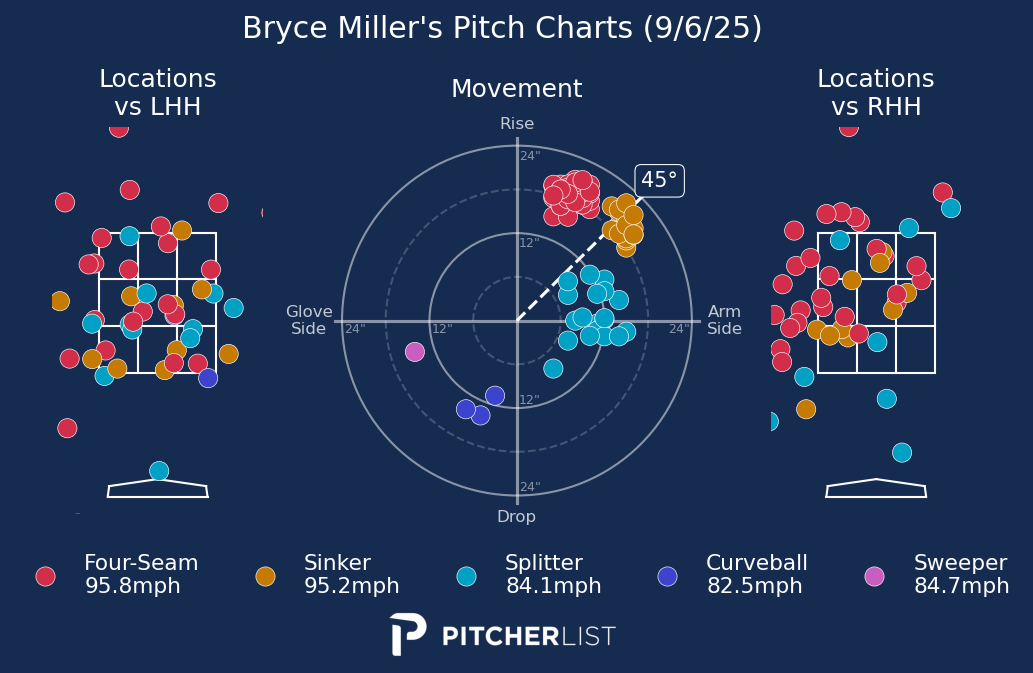 Bryce Miller's Pitch Charts (9/6/25)
Locations
vs LHH
Movement
Locations
vs RHH
Rise
24"
45°
12"
Glove
Side
24"
12"
24"
Arm
Side
12"
24"
Drop
Four-Seam
95.8mph
Sinker
95.2mph
Splitter
84.1mph
Curveball
82.5mph
Sweeper
84.7mph
PITCHERLIST